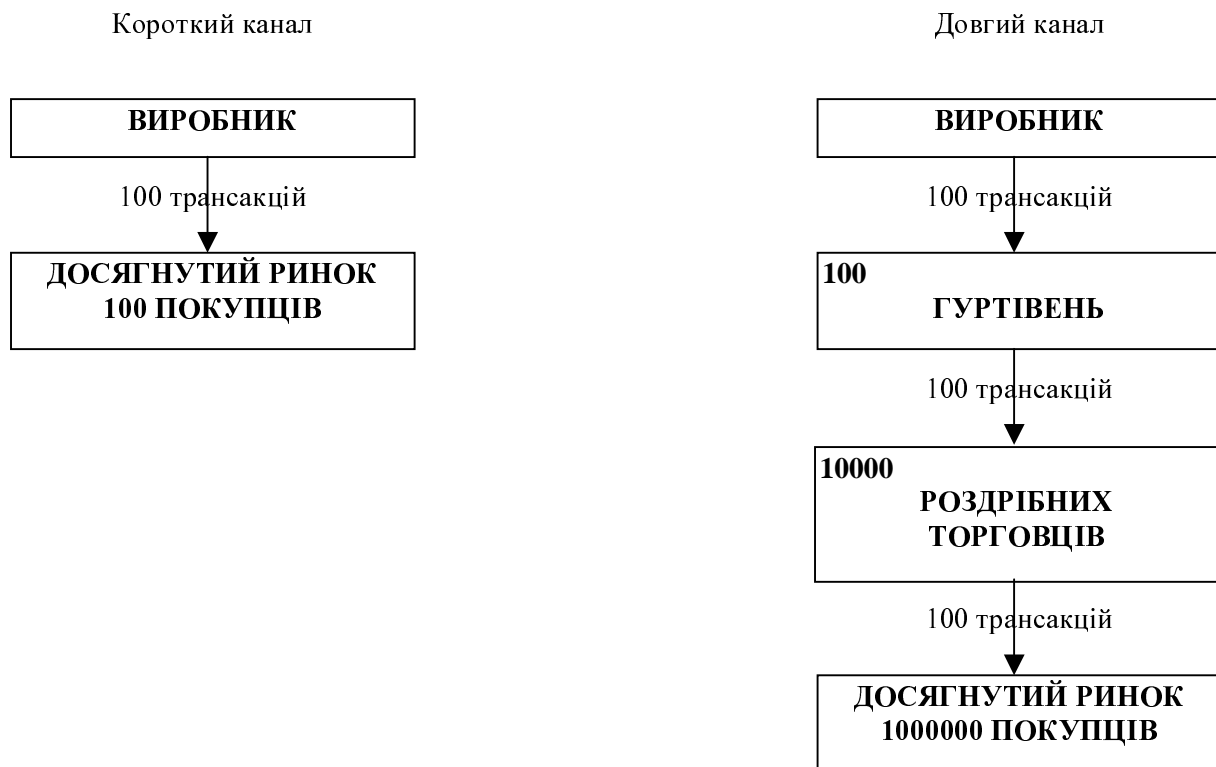 Короткий канал
ВИРОБНИК
100 трансакцій
ДОСЯГНУТИЙ РИНОК
100 ПОКУПЦІВ
Довгий канал
ВИРОБНИК
100 трансакцій
100
ГУРТІВЕНЬ
100 трансакцій
10000
РОЗДРІБНИХ
ТОРГОВЦІВ
100 трансакцій
ДОСЯГНУТИЙ РИНОК
1000000 ПОКУПЦІВ